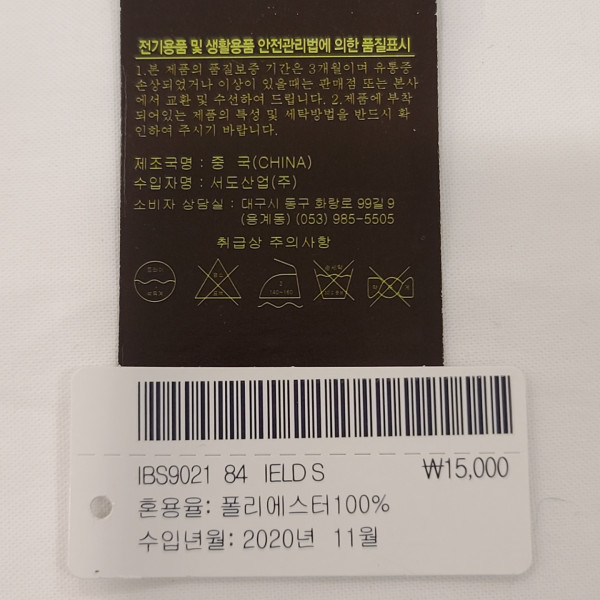 전기용품 및 생활용품 안전관리법에 의한 품질표시
1.본 제품의 품질보증 기간은 3개월이며 유통중
손상되었거나 이상이 있을때는 판매점 또는 본사
에서 교환 및 수선하여 드립니다. 2.제품에 부착
되어있는 제품의 특성 및 세탁방법을 반드시 확
인하여 주시기 바랍니다.
제조국명 : 중 국(CHINA)
수입자명 : 서도산업(주)
소비자 상담실 : 대구시 동구 화랑로 99길 9
(용계동) (053) 985-5505
취급상 주의사항
IBS9021 84 IELD S ₩15,000
혼용율: 폴리에스터100%
수입년월: 2020년 11월